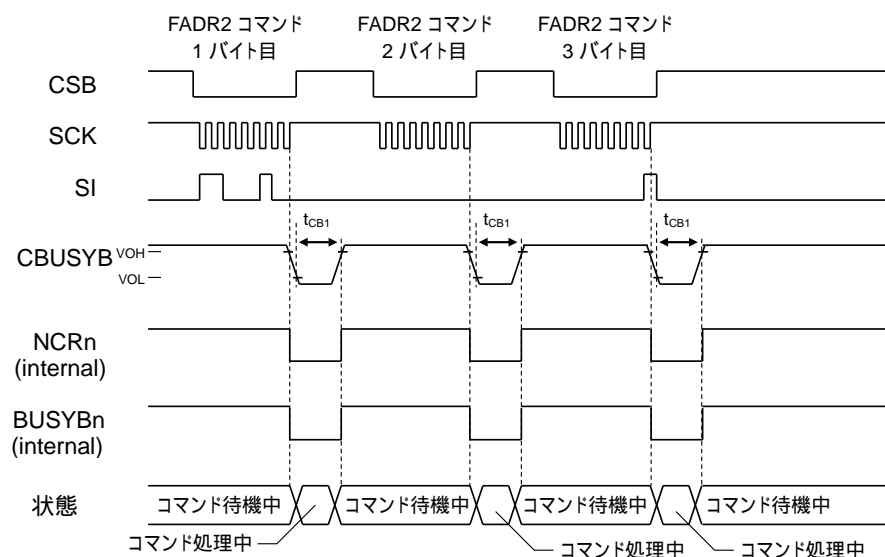 FADR2 コマンド
1 バイト目
FADR2 コマンド
2 バイト目
FADR2 コマンド
3 バイト目
CSB
SCK
SI
tCB1
tCB1
tCB1
CBUSYB
VOH
VOL
NCRn
(internal)
BUSYBn
(internal)
状態
コマンド待機中
コマンド待機中
コマンド待機中
コマンド待機中
コマンド処理中
コマンド処理中
コマンド処理中